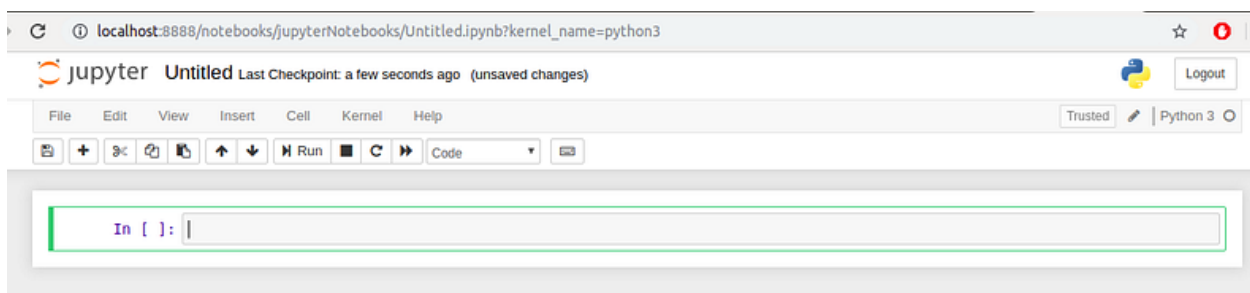 localhost:8888/notebooks/jupyterNotebooks/Untitled.ipynb?kernel_name=python3
jupyter Untitled Last Checkpoint: a few seconds ago (unsaved changes) Logout
File Edit View Insert Cell Kernel Help Trusted Python 3
Run Code
In [ ]: